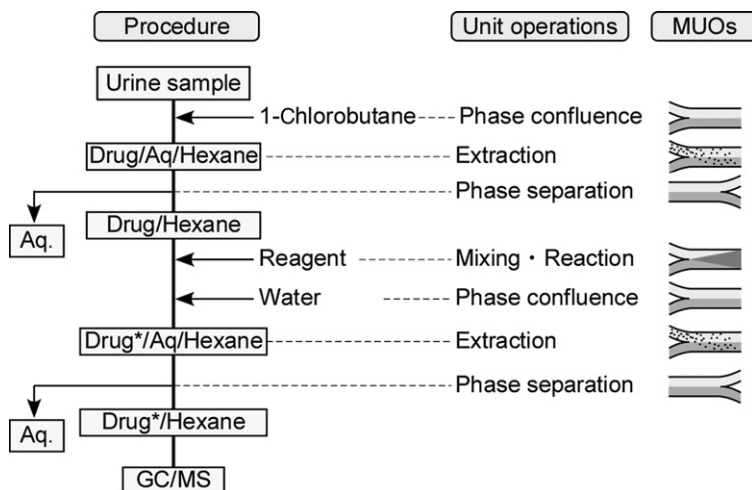 Procedure Unit operations MUOs
Urine sample
1-Chlorobutane Phase confluence
Drug/Aq/Hexane Extraction
Phase separation
Drug/Hexane
Aq.
Reagent Mixing・Reaction
Water Phase confluence
Drug*/Aq/Hexane Extraction
Phase separation
Drug*/Hexane
Aq.
GC/MS